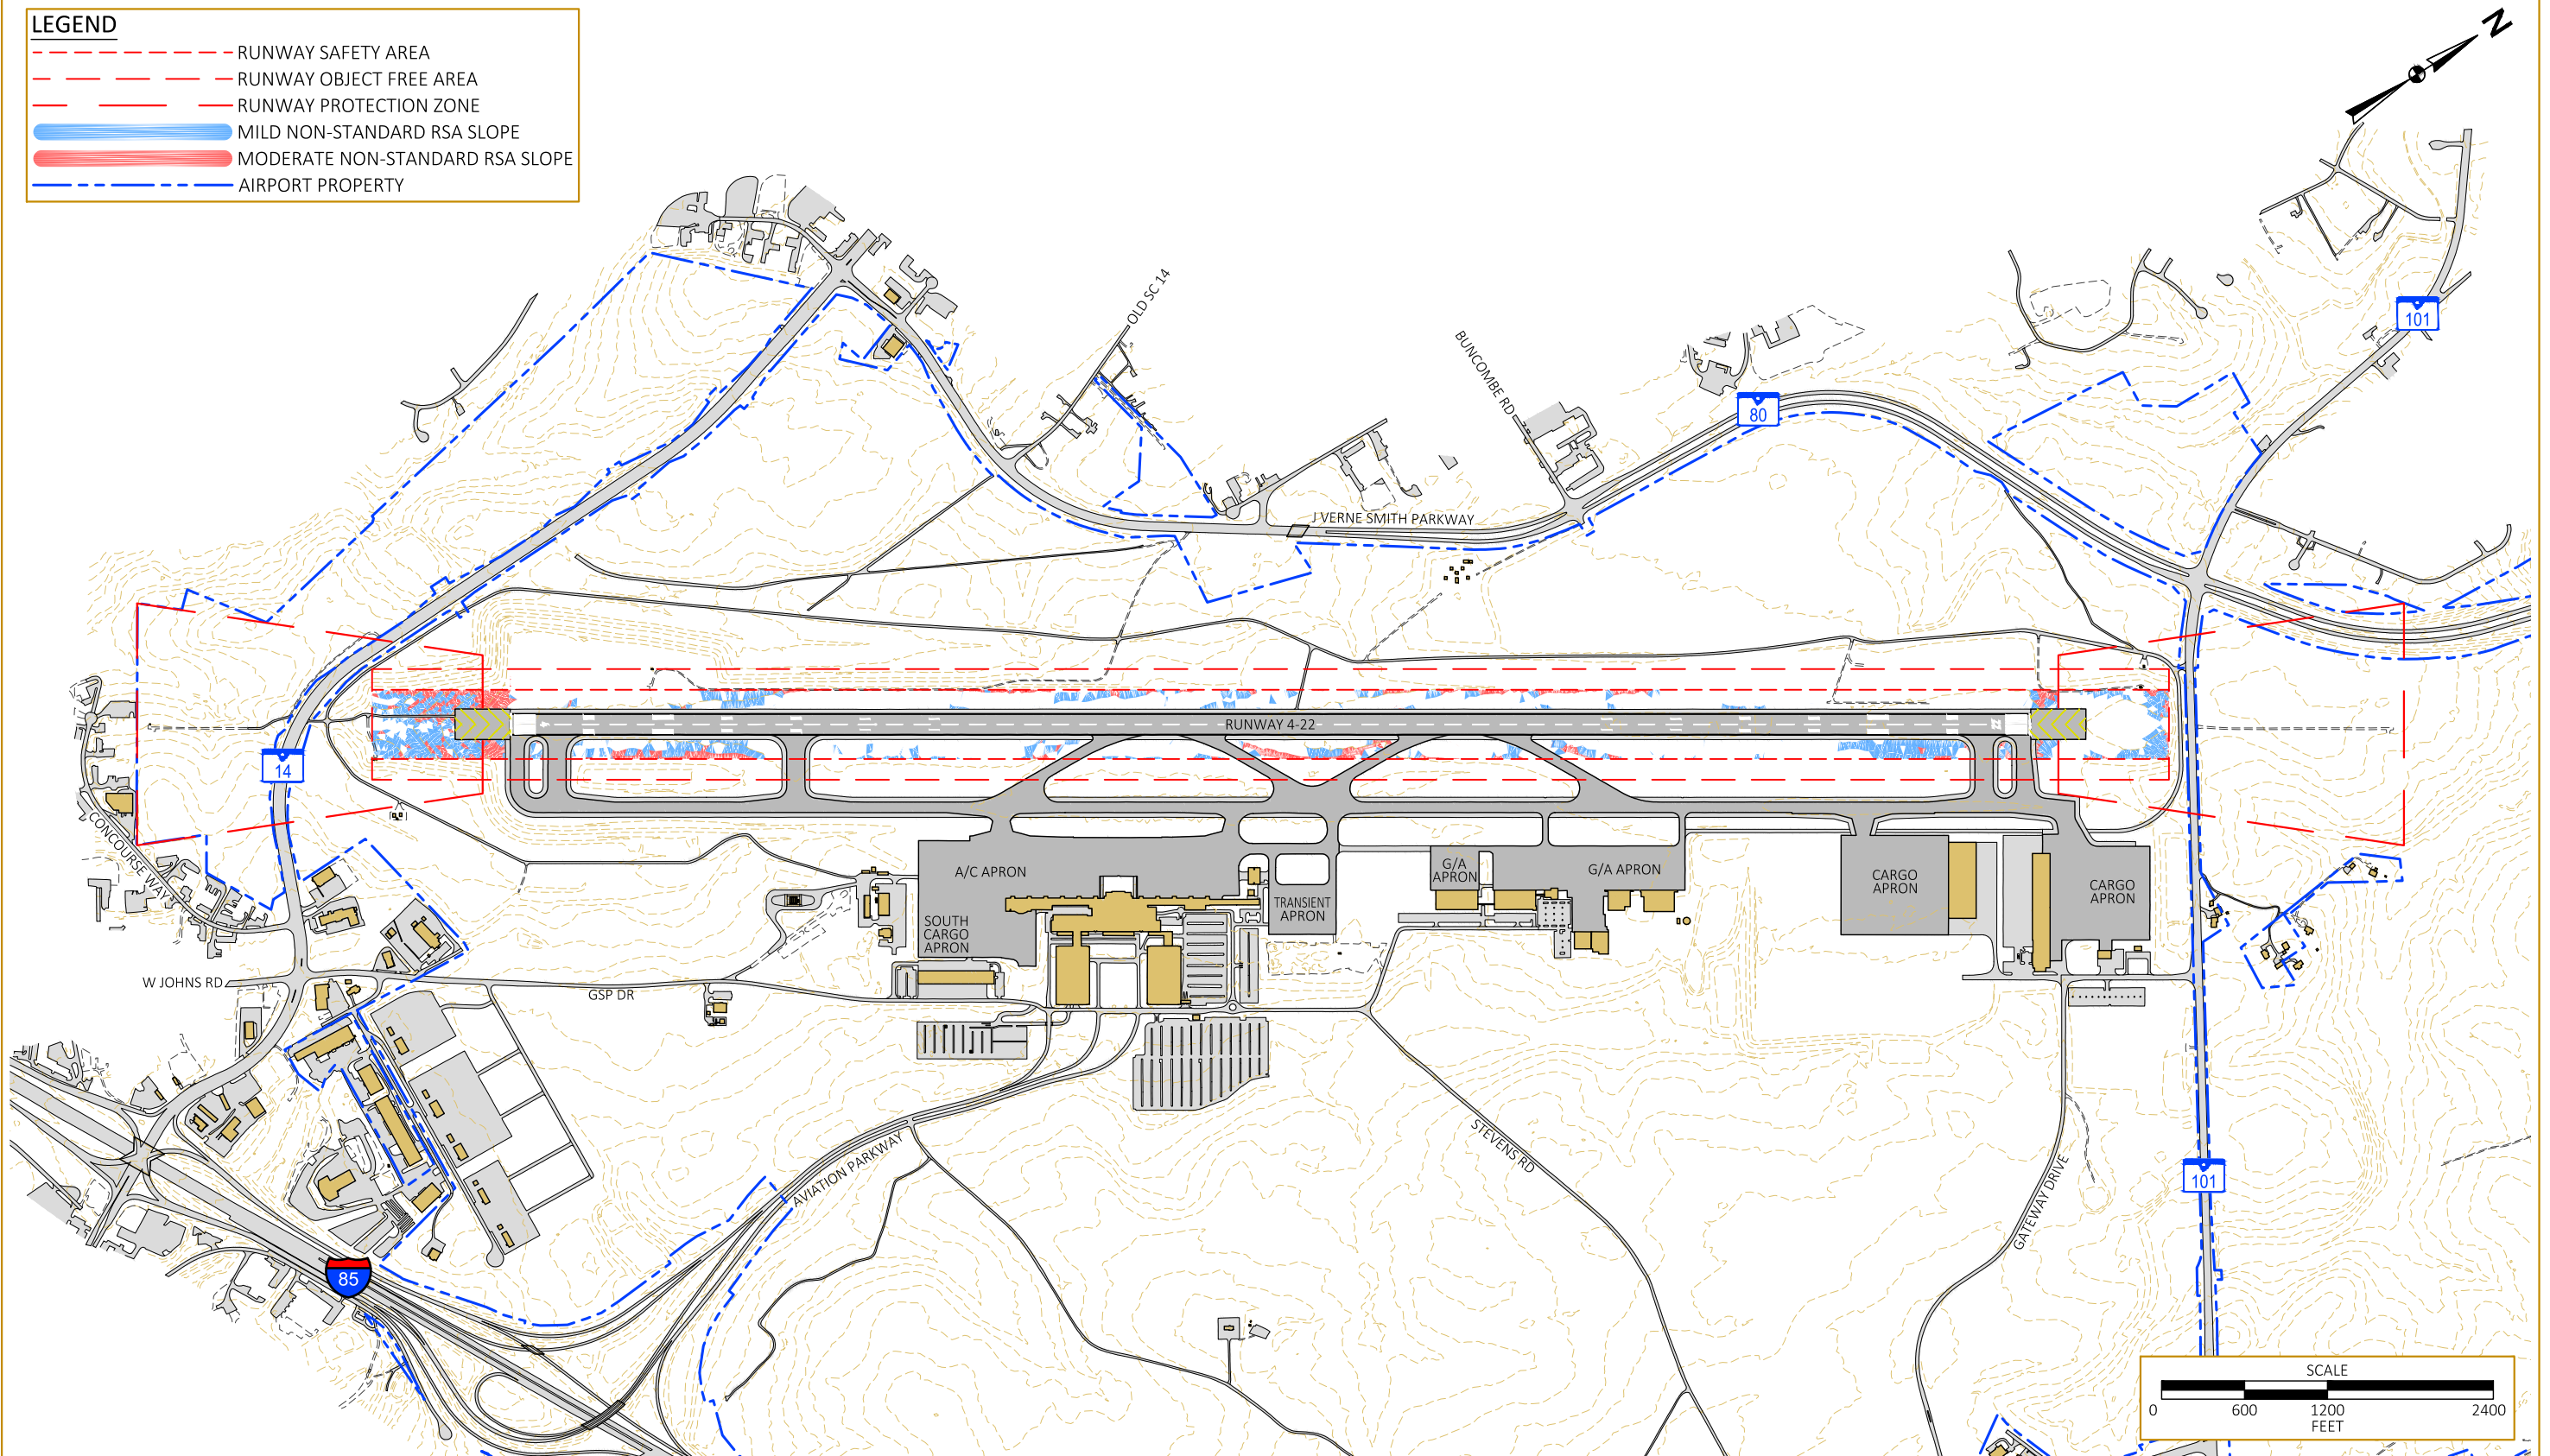 LEGEND
RUNWAY SAFETY AREA
RUNWAY OBJECT FREE AREA
RUNWAY PROTECTION ZONE
MILD NON-STANDARD RSA SLOPE
MODERATE NON-STANDARD RSA SLOPE
AIRPORT PROPERTY
N
OLD SC 14
101
BUNCOMBE RD
80
J VERNE SMITH PARKWAY
RUNWAY 4-22
22
14
CONCOURSE WAY
A/C APRON
G/A
APRON
G/A APRON
CARGO
APRON
CARGO
APRON
TRANSIENT
APRON
SOUTH
CARGO
APRON
W JOHNS RD
GSP DR
STEVENS RD
AVIATION PARKWAY
101
GATEWAY DRIVE
85
SCALE
0 600 1200 2400
FEET